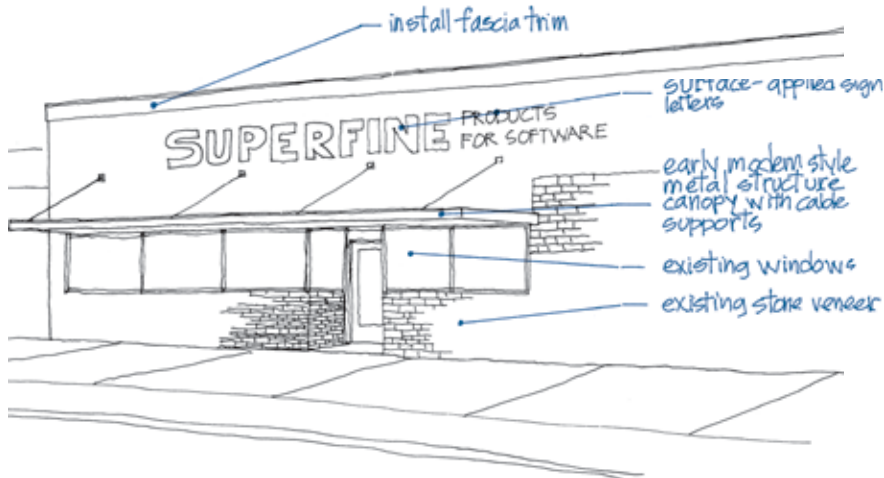 install fascia trim
SUPERFINE PRODUCTS
FOR SOFTWARE
surface-applied sign
letters
early modern style
metal structure
canopy with cable
supports
existing windows
existing stone veneer